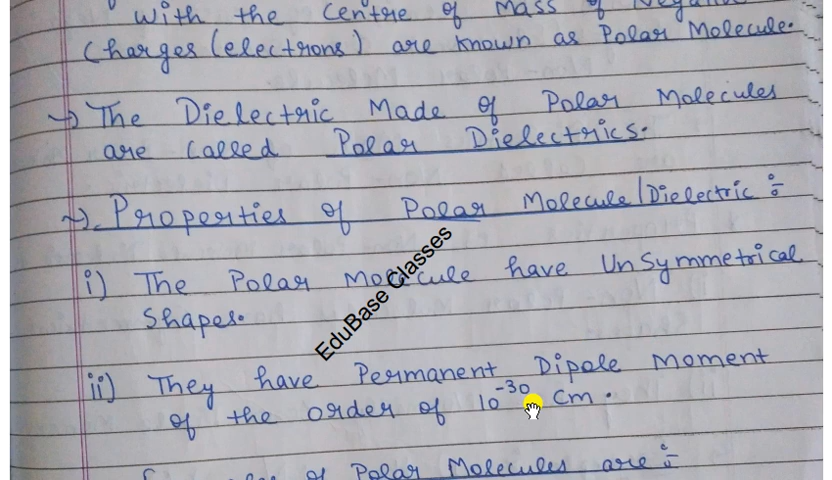 with the Centre of Mass of
Charges (electrons) are known as Polar Molecule.
→ The Dielectric Made of Polar Molecules
are called Polar Dielectrics.
→ Properties of Polar Molecule/Dielectric :-
i) The Polar Molecule have UnSymmetrical
Shapes.
EduBase Classes
ii) They have Permanent Dipole Moment
of the order of 10⁻³⁰ Cm.
of Polar Molecules are :-